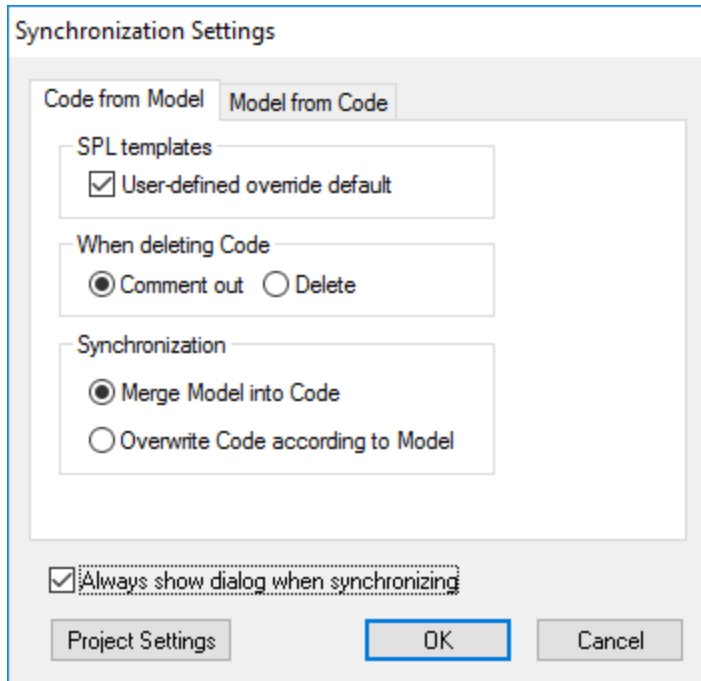 Synchronization Settings
Code from Model Model from Code
SPL templates
User-defined override default
When deleting Code
Comment out Delete
Synchronization
Merge Model into Code
Overwrite Code according to Model
Always show dialog when synchronizing
Project Settings OK Cancel